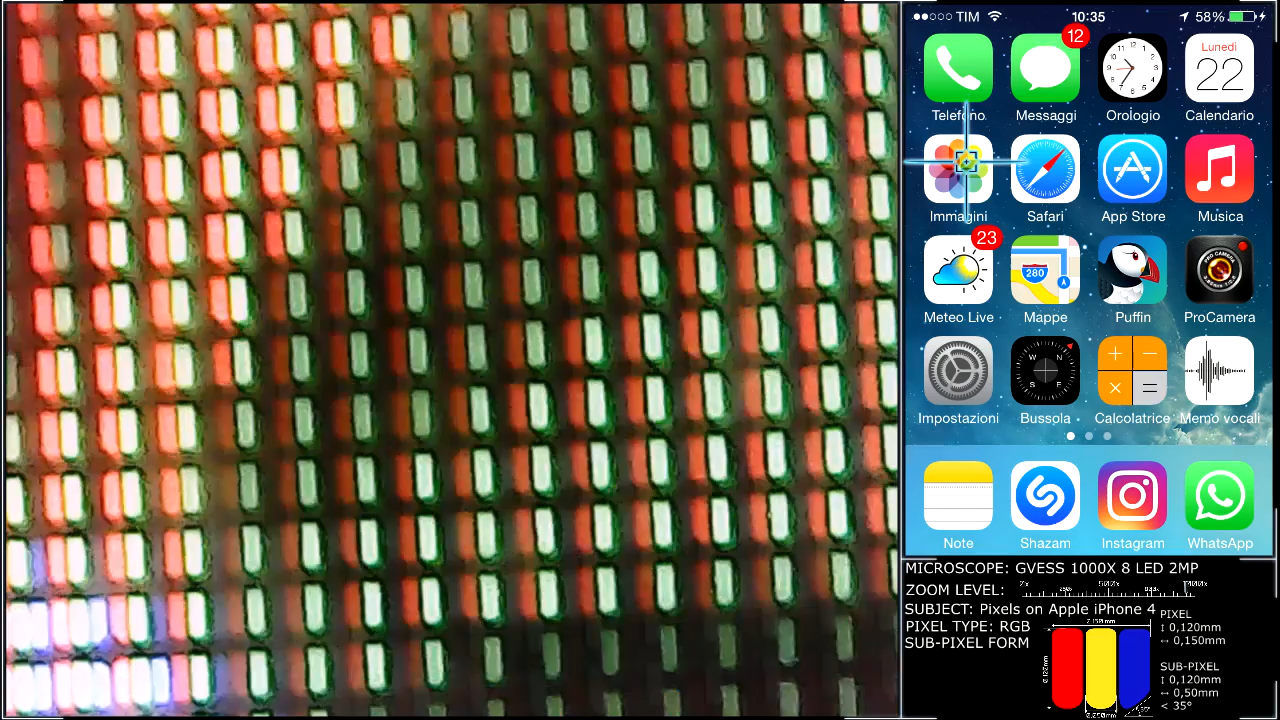 ●●○○○ TIM 10:35 58%
12
Lunedì
22
Telefono Messaggi Orologio Calendario
Immagini Safari App Store Musica
23
280
Meteo Live Mappe Puffin ProCamera
PRO CAMERA
N
W
S
E
Impostazioni Bussola Calcolatrice Memo vocali
Note Shazam Instagram WhatsApp
MICROSCOPE: GVESS 1000X 8 LED 2MP
ZOOM LEVEL:
SUBJECT: Pixels on Apple iPhone 4
PIXEL TYPE: RGB
SUB-PIXEL FORM
PIXEL
↕ 0,120mm
↔ 0,150mm
SUB-PIXEL
↕ 0,120mm
↔ 0,50mm
< 35°